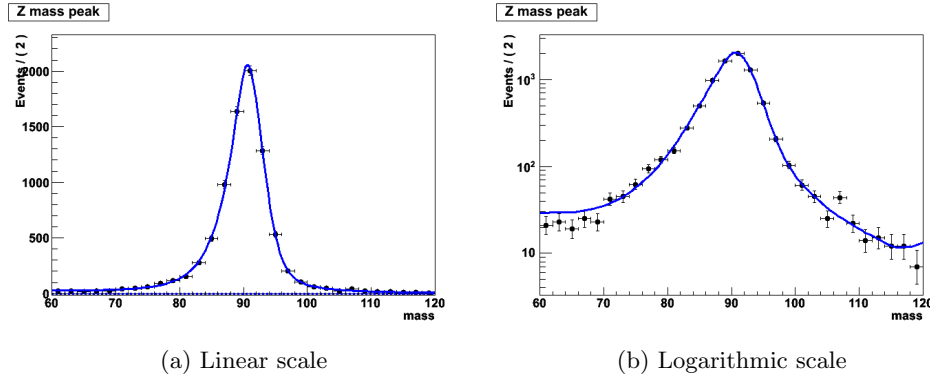 Z mass peak
Events / ( 2 )
2000
1500
1000
500
0
60 70 80 90 100 110 120
mass
(a) Linear scale
Z mass peak
Events / ( 2 )
10³
10²
10
60 70 80 90 100 110 120
mass
(b) Logarithmic scale